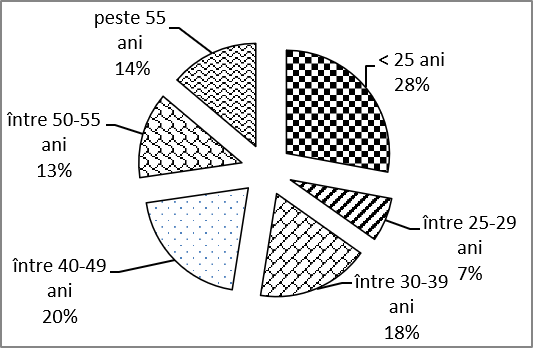 peste 55
ani
14%
< 25 ani
28%
între 50-55
ani
13%
între 25-29
ani
7%
între 40-49
ani
20%
între 30-39
ani
18%